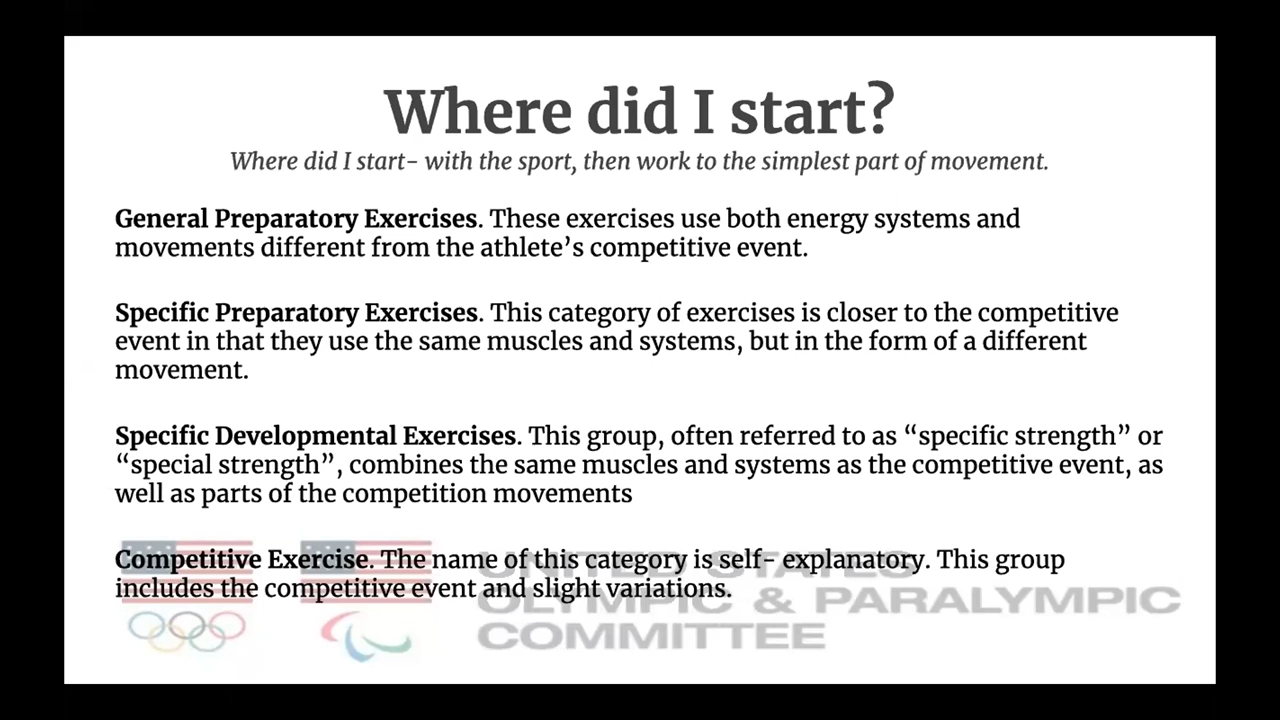 Where did I start?
Where did I start- with the sport, then work to the simplest part of movement.
General Preparatory Exercises. These exercises use both energy systems and
movements different from the athlete’s competitive event.
Specific Preparatory Exercises. This category of exercises is closer to the competitive
event in that they use the same muscles and systems, but in the form of a different
movement.
Specific Developmental Exercises. This group, often referred to as “specific strength” or
“special strength”, combines the same muscles and systems as the competitive event, as
well as parts of the competition movements
Competitive Exercise. The name of this category is self- explanatory. This group
includes the competitive event and slight variations.
UNITED STATES
OLYMPIC & PARALYMPIC
COMMITTEE